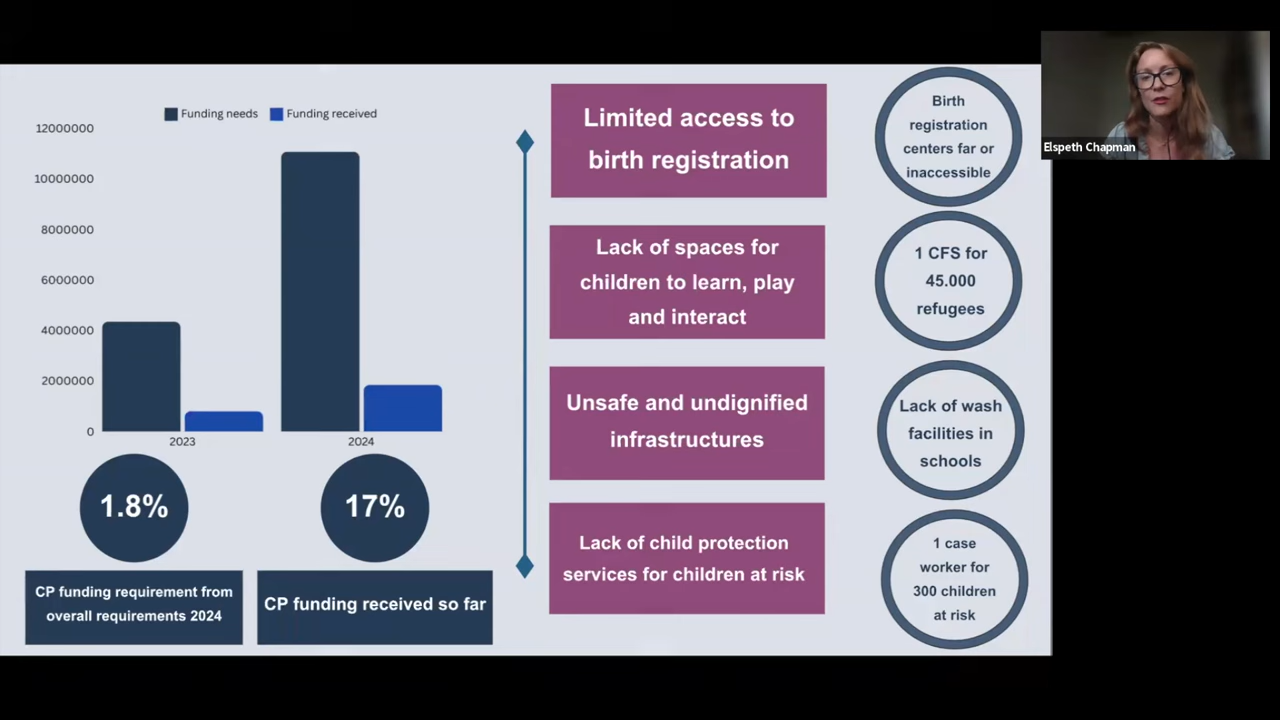 Funding needs
Funding received
12000000
10000000
8000000
6000000
4000000
2000000
0
2023
2024
1.8%
17%
CP funding requirement from
overall requirements 2024
CP funding received so far
Limited access to
birth registration
Lack of spaces for
children to learn, play
and interact
Unsafe and undignified
infrastructures
Lack of child protection
services for children at risk
Birth
registration
centers far or
inaccessible
1 CFS for
45.000
refugees
Lack of wash
facilities in
schools
1 case
worker for
300 children
at risk
Elspeth Chapman